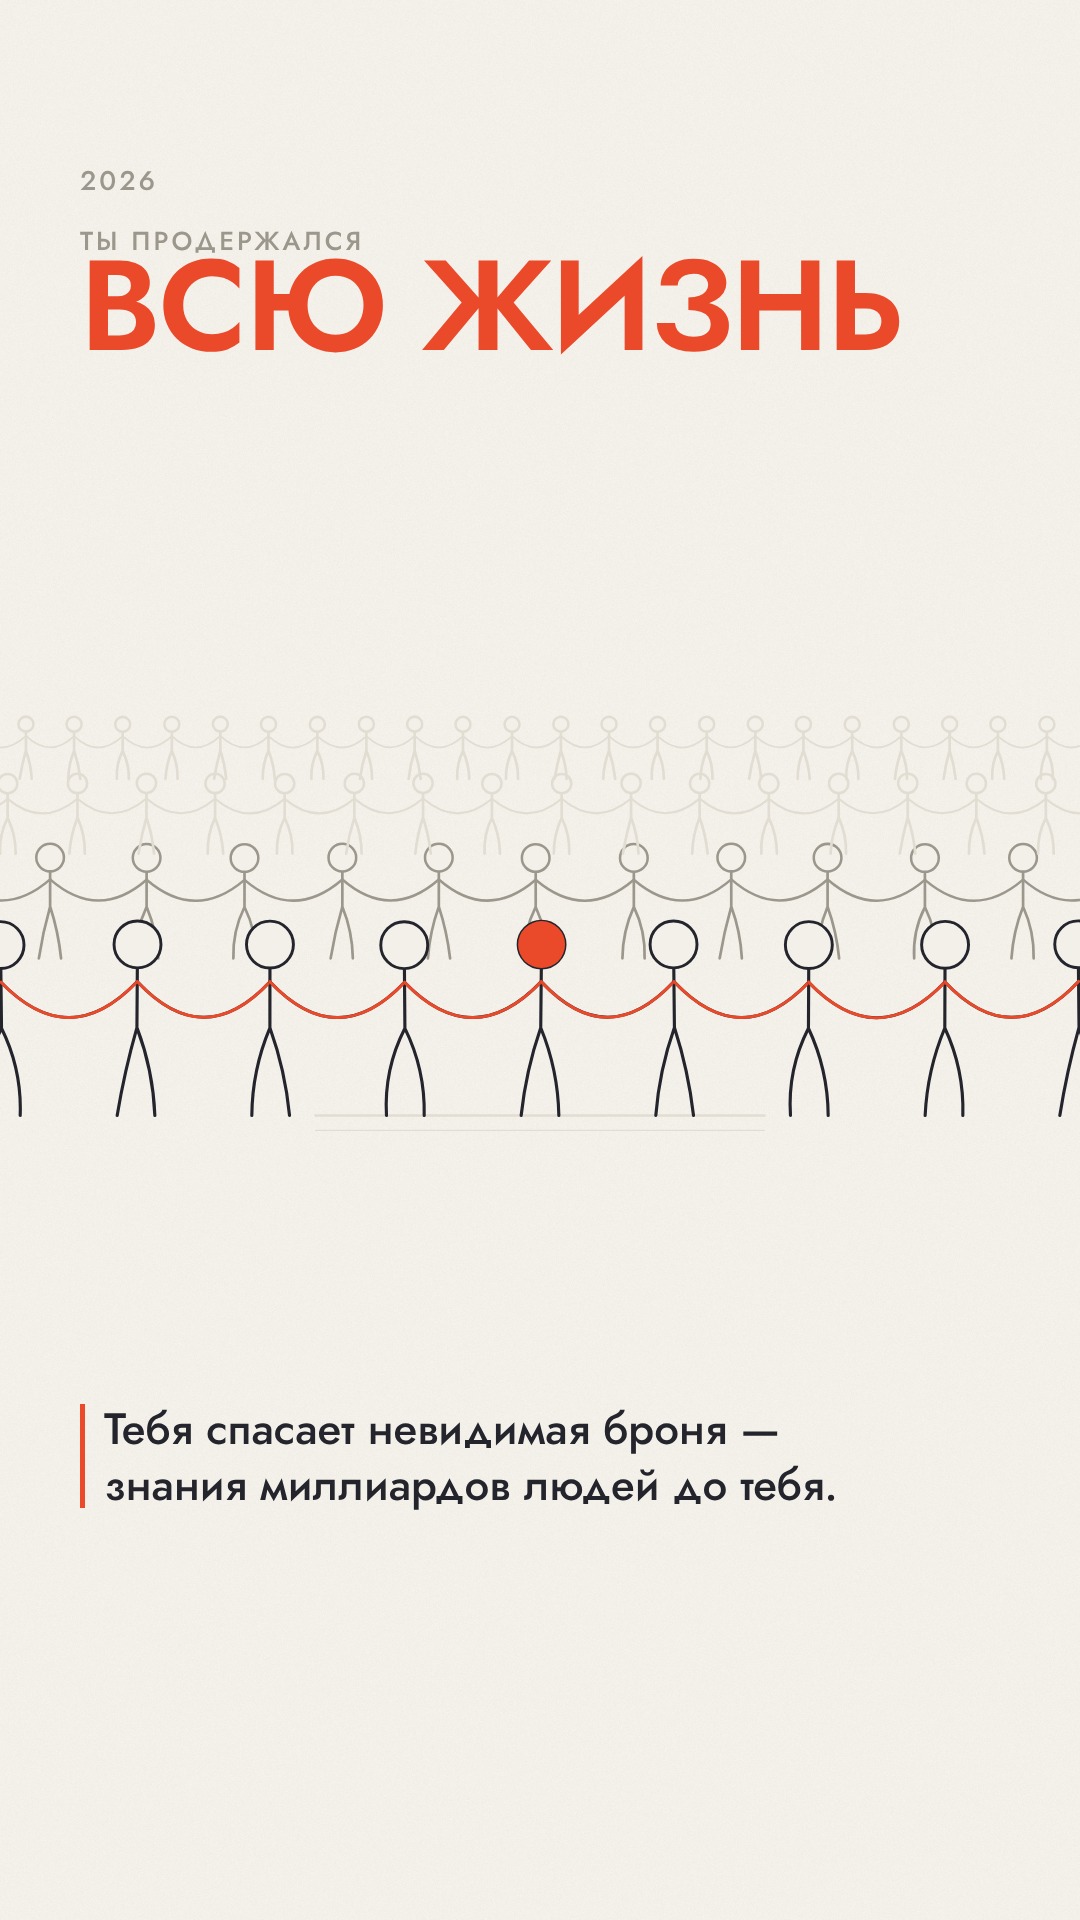 2026
ТЫ ПРОДЕРЖАЛСЯ
ВСЮ ЖИЗНЬ
Тебя спасает невидимая броня —
знания миллиардов людей до тебя.